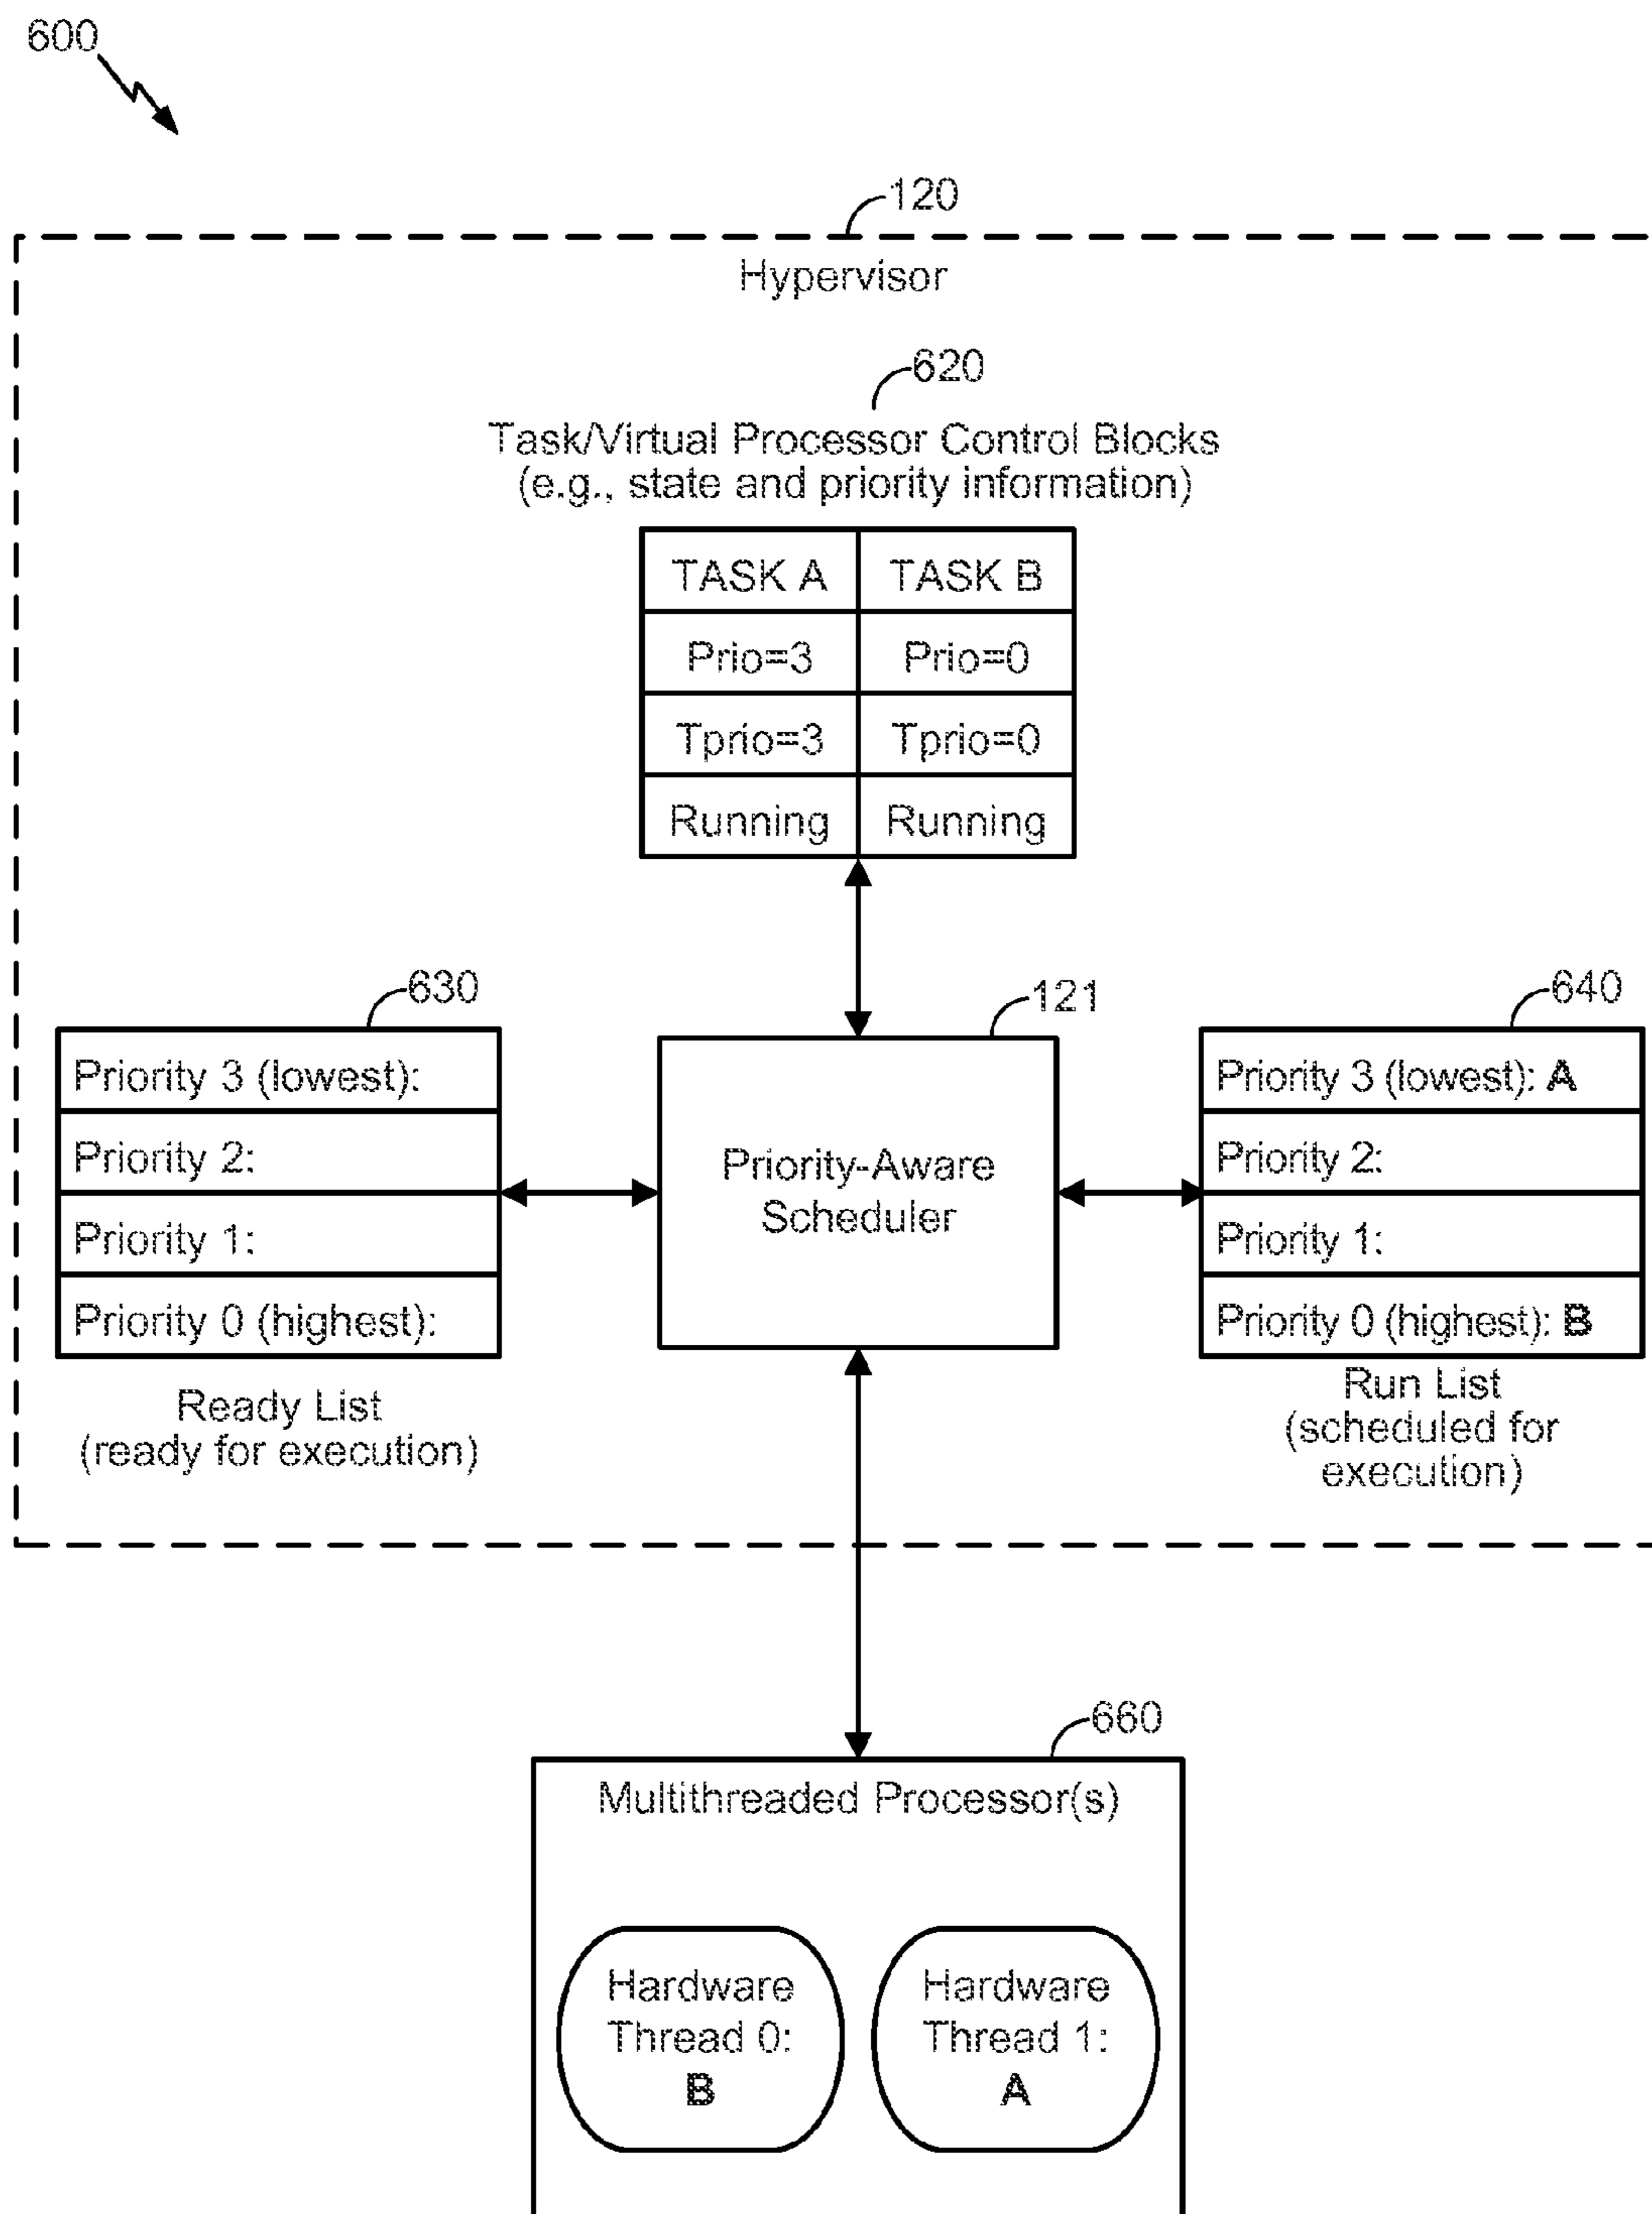 600
120
Hypervisor
620
Task/Virtual Processor Control Blocks
(e.g., state and priority information)
TASK A TASK B
Prio=3 Prio=0
Tprio=3 Tprio=0
Running Running
630
Priority 3 (lowest):
Priority 2:
Priority 1:
Priority 0 (highest):
Ready List
(ready for execution)
121
Priority-Aware
Scheduler
640
Priority 3 (lowest): A
Priority 2:
Priority 1:
Priority 0 (highest): B
Run List
(scheduled for
execution)
660
Multithreaded Processor(s)
Hardware
Thread 0:
B
Hardware
Thread 1:
A